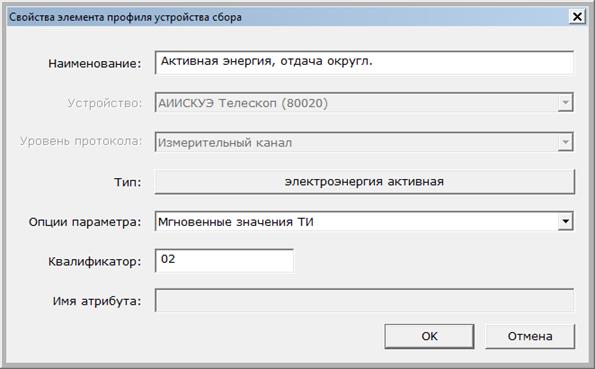 Свойства элемента профиля устройства сбора
Наименование: Активная энергия, отдача округл.
Устройство: АИИСКУЭ Телескоп (80020)
Уровень протокола: Измерительный канал
Тип: электроэнергия активная
Опции параметра: Мгновенные значения ТИ
Квалификатор: 02
Имя атрибута:
OK Отмена